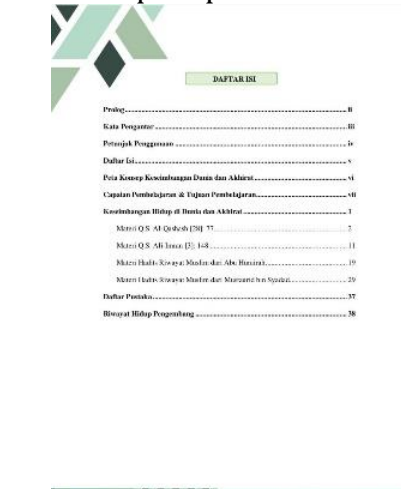 DAFTAR ISI
Prolog ii
Kata Pengantar iii
Petunjuk Penggunaan iv
Daftar Isi v
Peta Konsep Keseimbangan Dunia dan Akhirat vi
Capaian Pembelajaran & Tujuan Pembelajaran vii
Keseimbangan Hidup di Dunia dan Akhirat 1
Materi Q.S. Al-Qashash [28]: 77 2
Materi Q.S. Ali Imran [3]: 148 11
Materi Hadits Riwayat Muslim dari Abu Hurairah 19
Materi Hadits Riwayat Muslim dari Mustaurid bin Syadad 29
Daftar Pustaka 37
Riwayat Hidup Pengembang 38